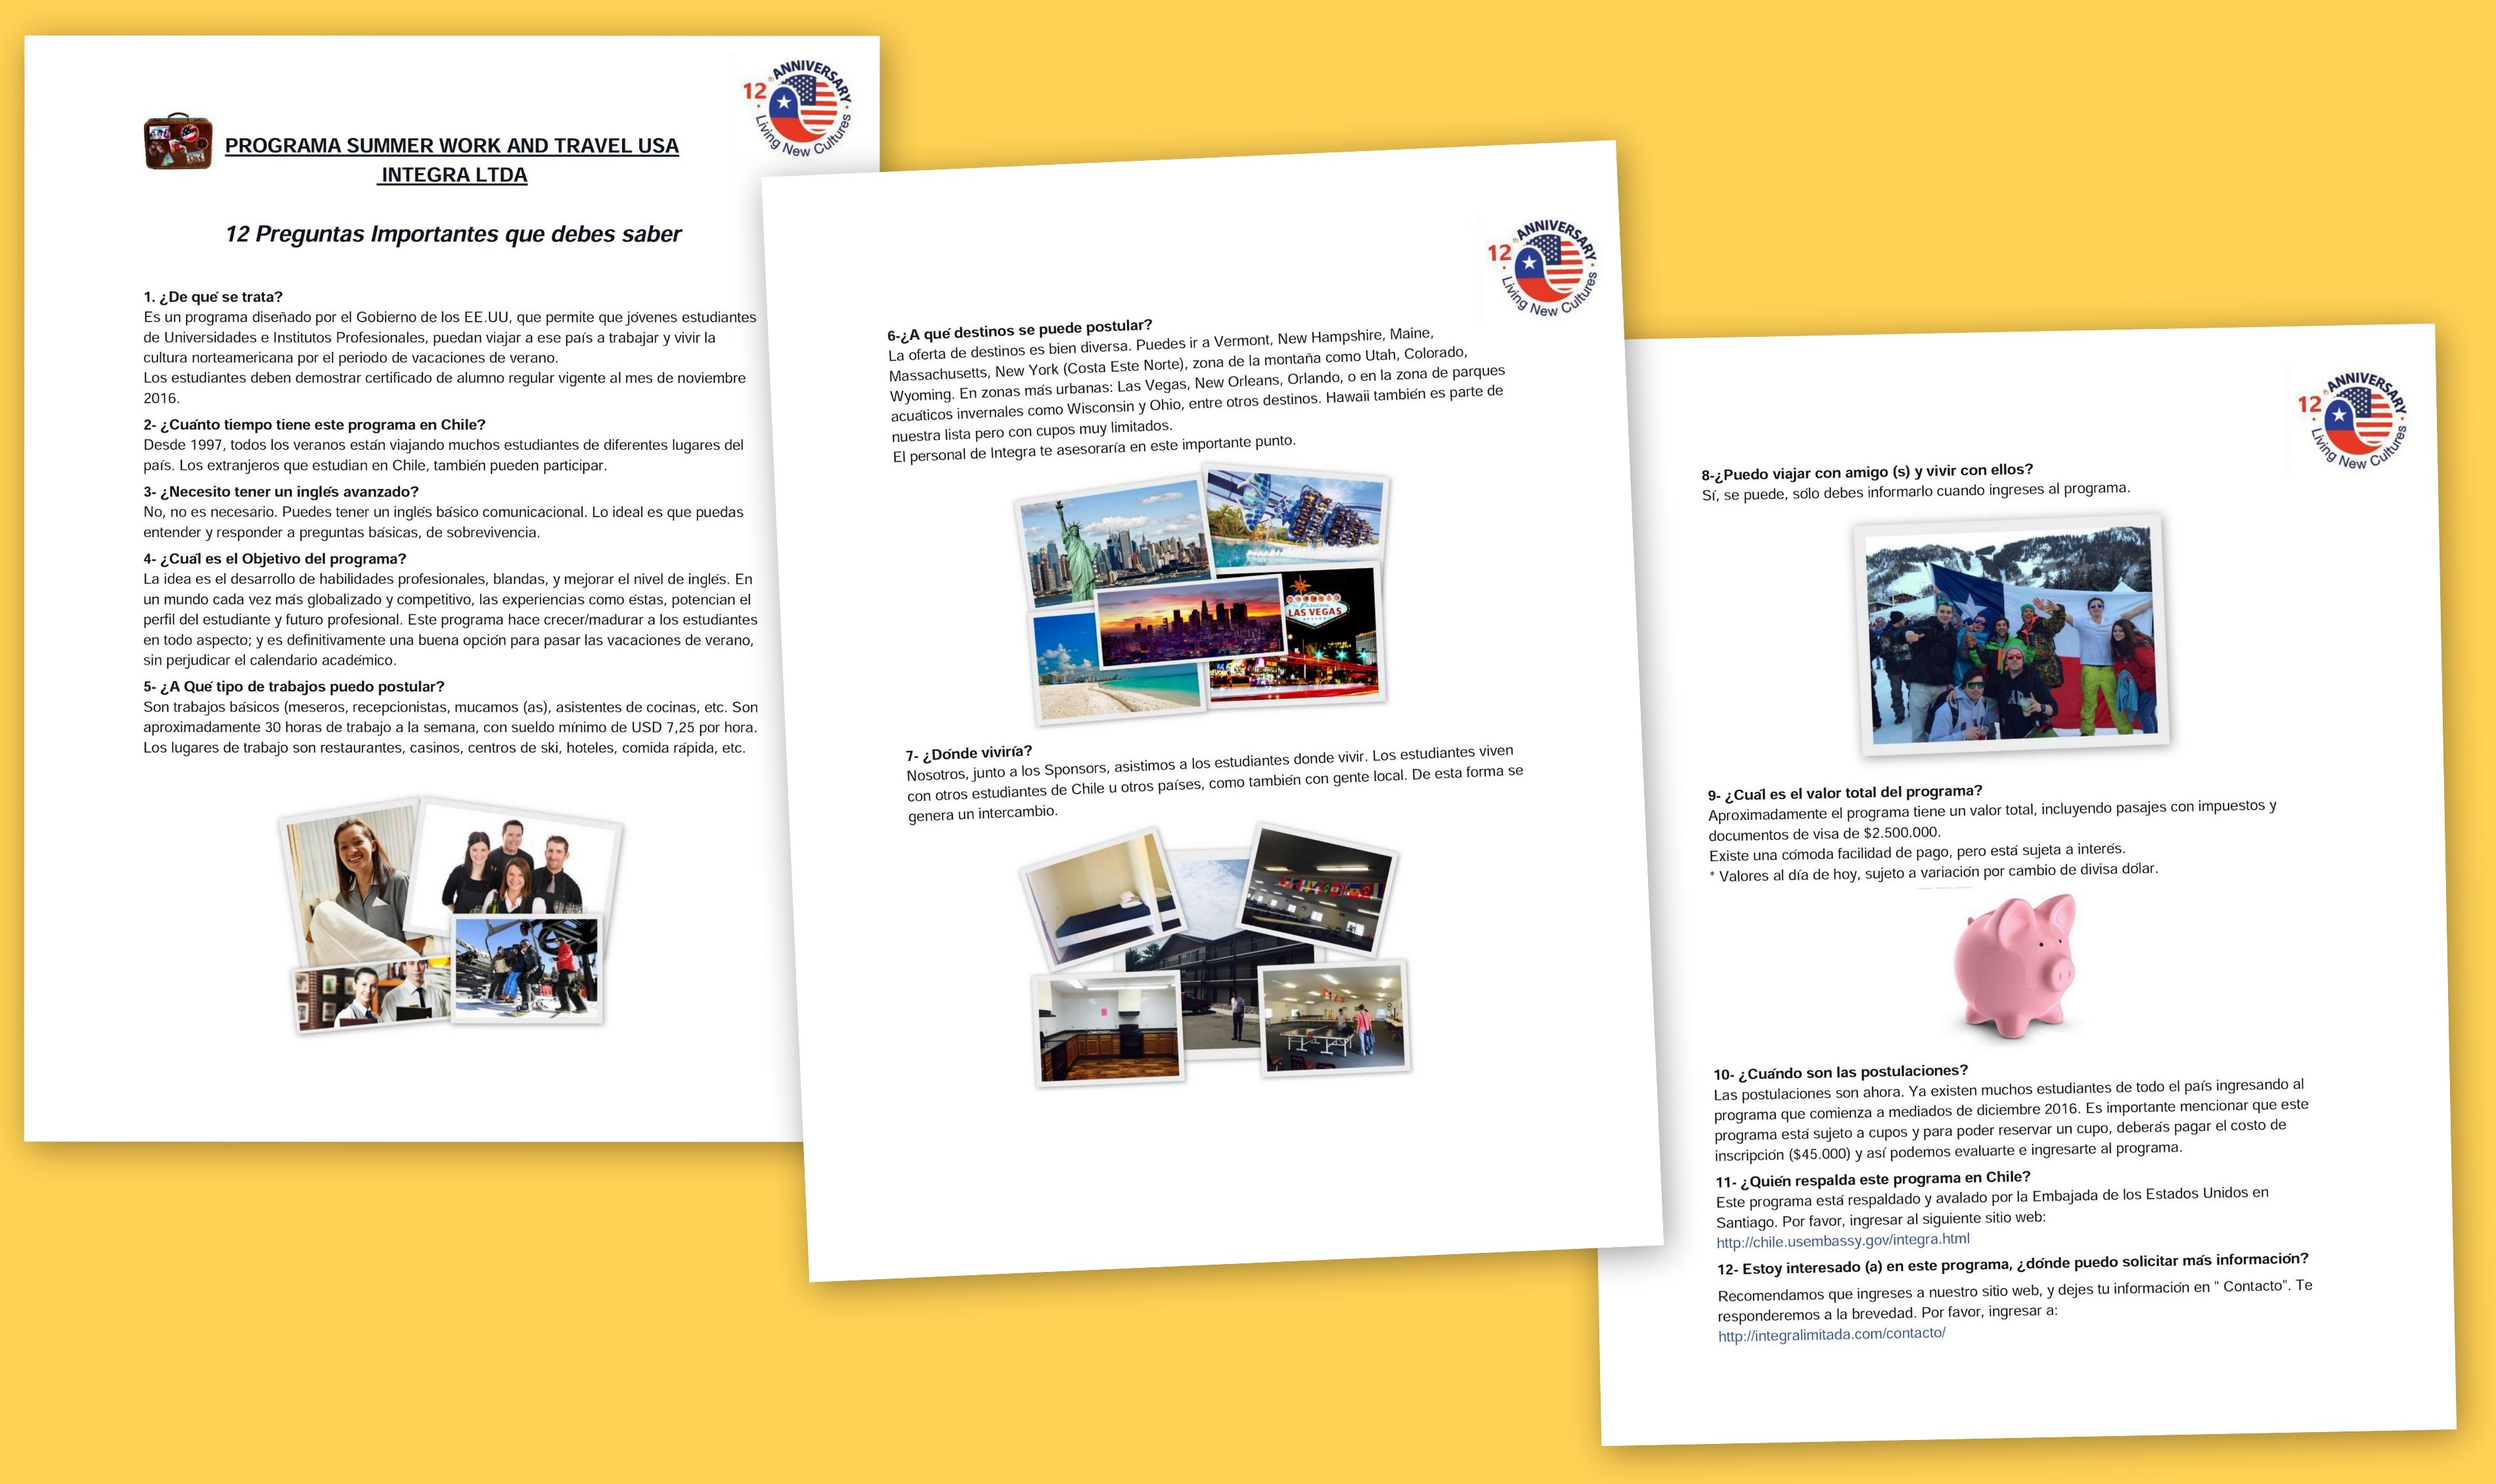 12 th ANNIVERSARY
Living New Cultures
PROGRAMA SUMMER WORK AND TRAVEL USA
INTEGRA LTDA
12 Preguntas Importantes que debes saber
1. ¿De qué se trata?
Es un programa diseñado por el Gobierno de los EE.UU, que permite que jóvenes estudiantes
de Universidades e Institutos Profesionales, puedan viajar a ese país a trabajar y vivir la
cultura norteamericana por el periodo de vacaciones de verano.
Los estudiantes deben demostrar certificado de alumno regular vigente al mes de noviembre
2016.
2- ¿Cuánto tiempo tiene este programa en Chile?
Desde 1997, todos los veranos están viajando muchos estudiantes de diferentes lugares del
país. Los extranjeros que estudian en Chile, también pueden participar.
3- ¿Necesito tener un inglés avanzado?
No, no es necesario. Puedes tener un inglés básico comunicacional. Lo ideal es que puedas
entender y responder a preguntas básicas, de sobrevivencia.
4- ¿Cuál es el Objetivo del programa?
La idea es el desarrollo de habilidades profesionales, blandas, y mejorar el nivel de inglés. En
un mundo cada vez más globalizado y competitivo, las experiencias como éstas, potencian el
perfil del estudiante y futuro profesional. Este programa hace crecer/madurar a los estudiantes
en todo aspecto; y es definitivamente una buena opción para pasar las vacaciones de verano,
sin perjudicar el calendario académico.
5- ¿A Qué tipo de trabajos puedo postular?
Son trabajos básicos (meseros, recepcionistas, mucamos (as), asistentes de cocinas, etc. Son
aproximadamente 30 horas de trabajo a la semana, con sueldo mínimo de USD 7,25 por hora.
Los lugares de trabajo son restaurantes, casinos, centros de ski, hoteles, comida rápida, etc.
12 th ANNIVERSARY
Living New Cultures
6-¿A qué destinos se puede postular?
La oferta de destinos es bien diversa. Puedes ir a Vermont, New Hampshire, Maine,
Massachusetts, New York (Costa Este Norte), zona de la montaña como Utah, Colorado,
Wyoming. En zonas más urbanas: Las Vegas, New Orleans, Orlando, o en la zona de parques
acuáticos invernales como Wisconsin y Ohio, entre otros destinos. Hawaii también es parte de
nuestra lista pero con cupos muy limitados.
El personal de Integra te asesoraría en este importante punto.
WELCOME
to Fabulous
LAS VEGAS
7- ¿Dónde viviría?
Nosotros, junto a los Sponsors, asistimos a los estudiantes donde vivir. Los estudiantes viven
con otros estudiantes de Chile u otros países, como también con gente local. De esta forma se
genera un intercambio.
12 th ANNIVERSARY
Living New Cultures
8-¿Puedo viajar con amigo (s) y vivir con ellos?
Sí, se puede, sólo debes informarlo cuando ingreses al programa.
9- ¿Cuál es el valor total del programa?
Aproximadamente el programa tiene un valor total, incluyendo pasajes con impuestos y
documentos de visa de $2.500.000.
Existe una cómoda facilidad de pago, pero está sujeta a interés.
* Valores al día de hoy, sujeto a variación por cambio de divisa dólar.
10- ¿Cuándo son las postulaciones?
Las postulaciones son ahora. Ya existen muchos estudiantes de todo el país ingresando al
programa que comienza a mediados de diciembre 2016. Es importante mencionar que este
programa está sujeto a cupos y para poder reservar un cupo, deberás pagar el costo de
inscripción ($45.000) y así podemos evaluarte e ingresarte al programa.
11- ¿Quién respalda este programa en Chile?
Este programa está respaldado y avalado por la Embajada de los Estados Unidos en
Santiago. Por favor, ingresar al siguiente sitio web:
http://chile.usembassy.gov/integra.html
12- Estoy interesado (a) en este programa, ¿dónde puedo solicitar más información?
Recomendamos que ingreses a nuestro sitio web, y dejes tu información en " Contacto". Te
responderemos a la brevedad. Por favor, ingresar a:
http://integralimitada.com/contacto/